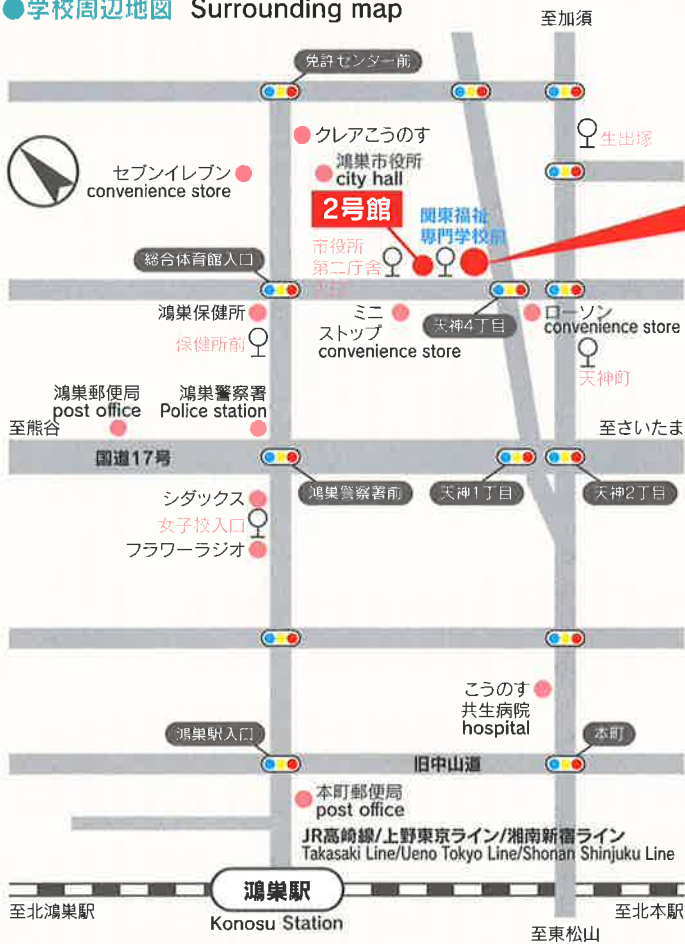 ●学校周辺地図 Surrounding map
至加須
免許センター前
クレアこうのす
生出塚
鴻巣市役所
city hall
セブンイレブン
convenience store
2号館
関東福祉
専門学校前
市役所
第二庁舎
総合体育館入口
鴻巣保健所
ミニ
ストップ
convenience store
天神4丁目
ローソン
convenience store
保健所前
天神町
鴻巣郵便局
post office
鴻巣警察署
Police station
至熊谷
至さいたま
国道17号
鴻巣警察署前
天神1丁目
天神2丁目
シダックス
女子校入口
フラワーラジオ
こうのす
共生病院
hospital
鴻巣駅入口
本町
旧中山道
本町郵便局
post office
JR高崎線/上野東京ライン/湘南新宿ライン
Takasaki Line/Ueno Tokyo Line/Shonan Shinjuku Line
鴻巣駅
至北鴻巣駅
Konosu Station
至北本駅
至東松山